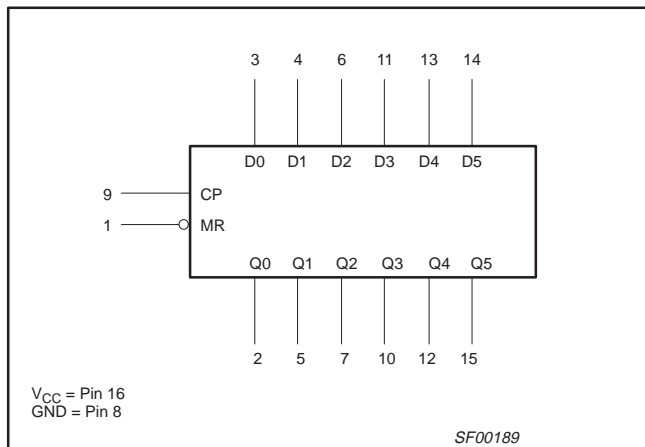 3 4 6 11 13 14
D0 D1 D2 D3 D4 D5
9 CP
1 MR
Q0 Q1 Q2 Q3 Q4 Q5
2 5 7 10 12 15
VCC = Pin 16
GND = Pin 8
SF00189